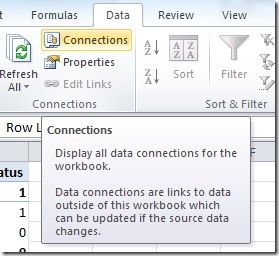 t Formulas Data Review View
Connections
Properties
Edit Links
Refresh
All
Connections
A
Z
Z
A
Sort
Filter
Sort & Filter
Row L
Connections
Display all data connections for the
workbook.
Data connections are links to data
outside of this workbook which
can be updated if the source data
changes.
F
atus
1
1
0